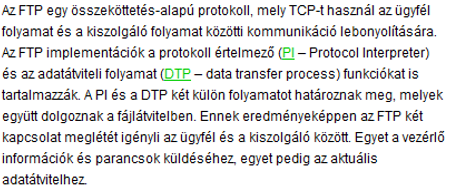 Az FTP egy összeköttetés-alapú protokoll, mely TCP-t használ az ügyfél
folyamat és a kiszolgáló folyamat közötti kommunikáció lebonyolítására.
Az FTP implementációk a protokoll értelmező (PI – Protocol Interpreter)
és az adatátviteli folyamat (DTP – data transfer process) funkciókat is
tartalmazzák. A PI és a DTP két külön folyamatot határoznak meg, melyek
együtt dolgoznak a fájlátvitelben. Ennek eredményeképpen az FTP két
kapcsolat meglétét igényli az ügyfél és a kiszolgáló között. Egyet a vezérlő
információk és parancsok küldéséhez, egyet pedig az aktuális
adatátvitelhez.